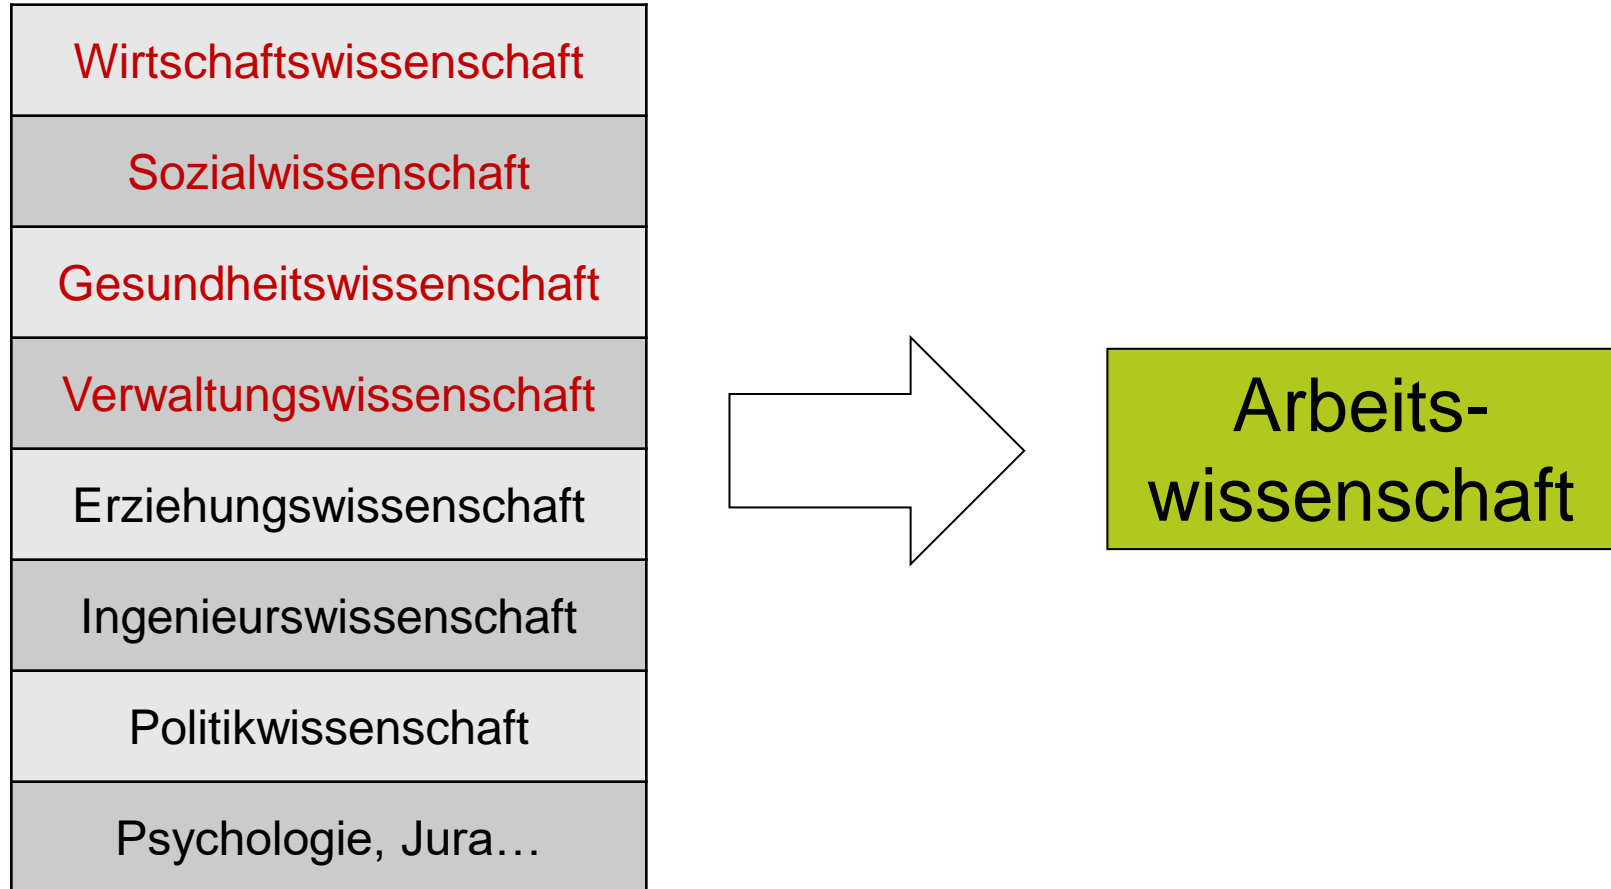 Wirtschaftswissenschaft
Sozialwissenschaft
Gesundheitswissenschaft
Verwaltungswissenschaft
Erziehungswissenschaft
Ingenieurswissenschaft
Politikwissenschaft
Psychologie, Jura…
Arbeits-
wissenschaft